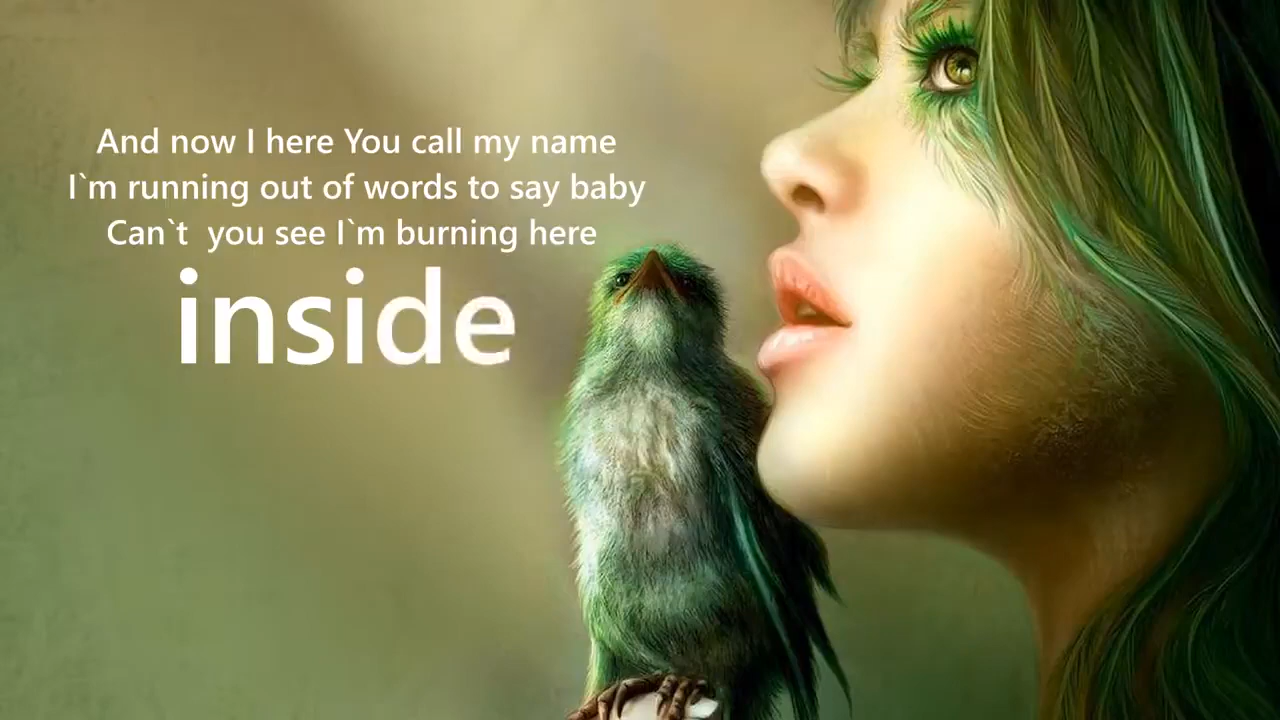 And now I here You call my name
I`m running out of words to say baby
Can`t  you see I`m burning here
inside